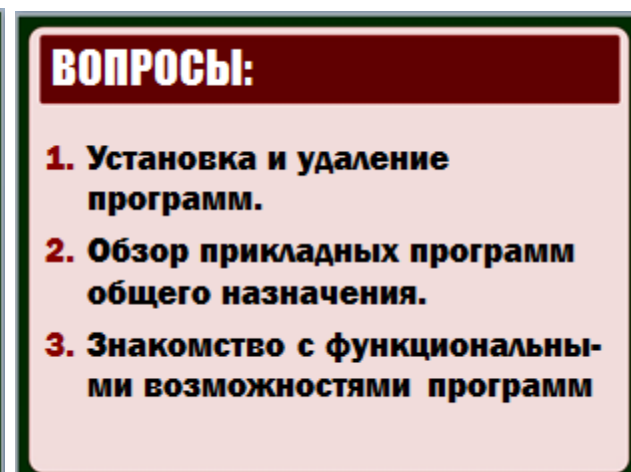 ВОПРОСЫ:
1. Установка и удаление
программ.
2. Обзор прикладных программ
общего назначения.
3. Знакомство с функциональны-
ми возможностями программ